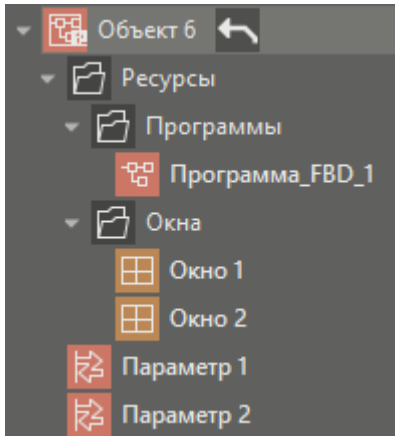 Объект 6
Ресурсы
Программы
Программа_FBD_1
Окна
Окно 1
Окно 2
Параметр 1
Параметр 2